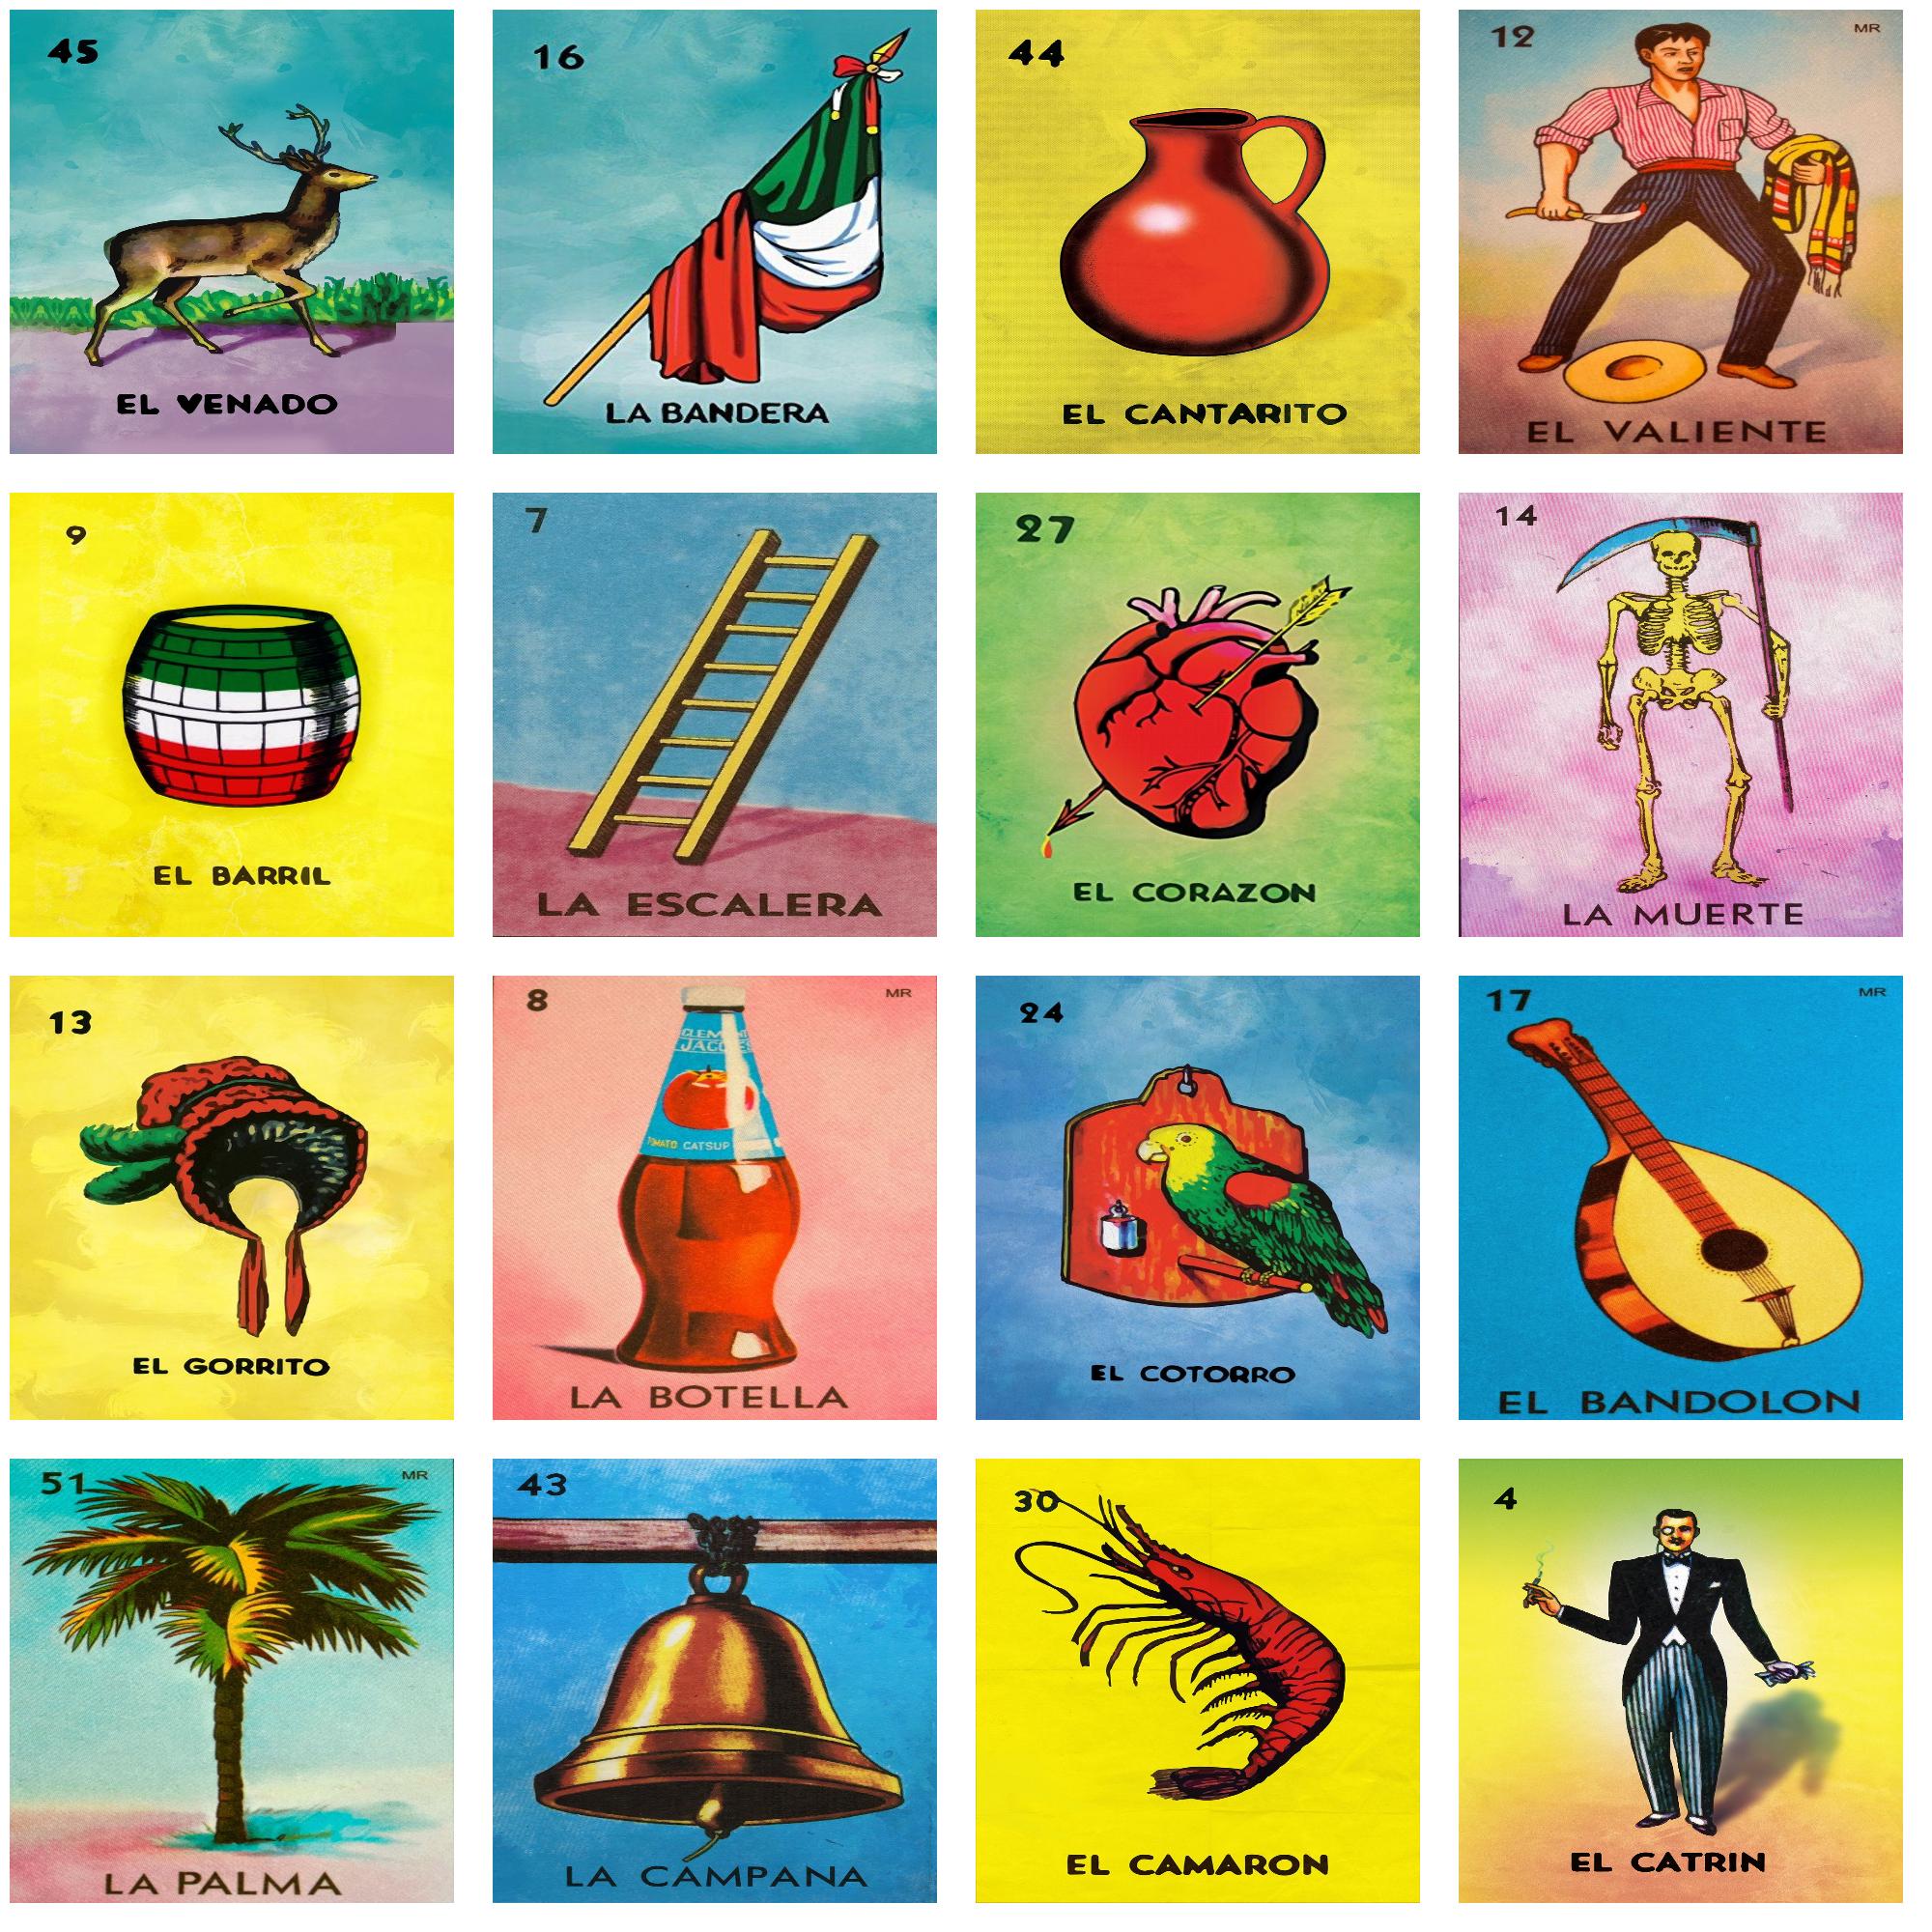 45
EL VENADO
16
LA BANDERA
44
EL CANTARITO
12
MR
EL VALIENTE
9
EL BARRIL
7
LA ESCALERA
27
EL CORAZON
14
LA MUERTE
13
EL GORRITO
8
MR
JACQUES
TOMATO CATSUP
LA BOTELLA
24
EL COTORRO
17
MR
EL BANDOLON
51
MR
LA PALMA
43
LA CAMPANA
30
EL CAMARON
4
EL CATRIN